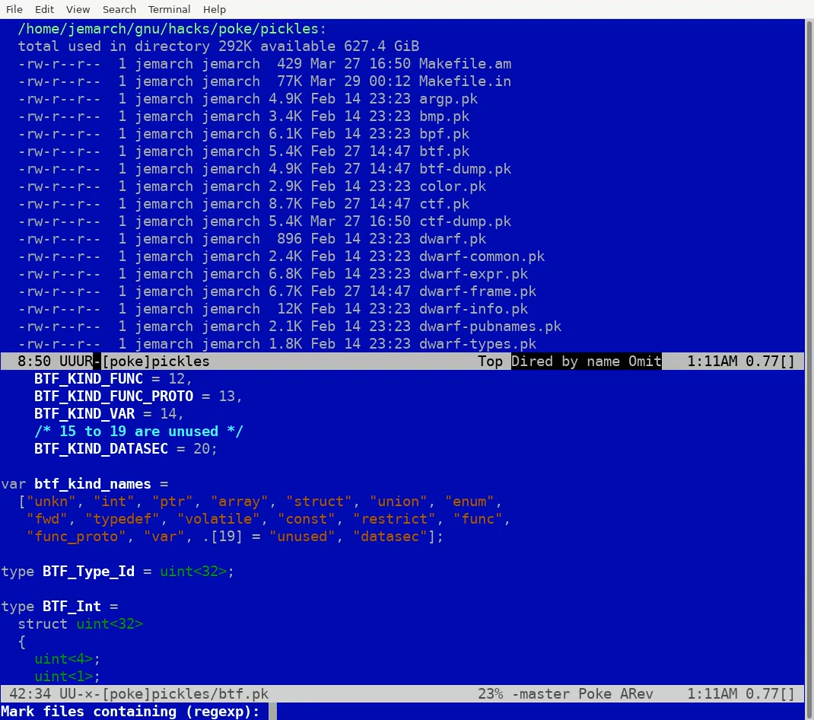 File Edit View Search Terminal Help
/home/jemarch/gnu/hacks/poke/pickles:
total used in directory 292K available 627.4 GiB
-rw-r--r-- 1 jemarch jemarch 429 Mar 27 16:50 Makefile.am
-rw-r--r-- 1 jemarch jemarch 77K Mar 29 00:12 Makefile.in
-rw-r--r-- 1 jemarch jemarch 4.9K Feb 14 23:23 argp.pk
-rw-r--r-- 1 jemarch jemarch 3.4K Feb 14 23:23 bmp.pk
-rw-r--r-- 1 jemarch jemarch 6.1K Feb 14 23:23 bpf.pk
-rw-r--r-- 1 jemarch jemarch 5.4K Feb 27 14:47 btf.pk
-rw-r--r-- 1 jemarch jemarch 4.9K Feb 27 14:47 btf-dump.pk
-rw-r--r-- 1 jemarch jemarch 2.9K Feb 14 23:23 color.pk
-rw-r--r-- 1 jemarch jemarch 8.7K Feb 27 14:47 ctf.pk
-rw-r--r-- 1 jemarch jemarch 5.4K Mar 27 16:50 ctf-dump.pk
-rw-r--r-- 1 jemarch jemarch 896 Feb 14 23:23 dwarf.pk
-rw-r--r-- 1 jemarch jemarch 2.4K Feb 14 23:23 dwarf-common.pk
-rw-r--r-- 1 jemarch jemarch 6.8K Feb 14 23:23 dwarf-expr.pk
-rw-r--r-- 1 jemarch jemarch 6.7K Feb 27 14:47 dwarf-frame.pk
-rw-r--r-- 1 jemarch jemarch 12K Feb 14 23:23 dwarf-info.pk
-rw-r--r-- 1 jemarch jemarch 2.1K Feb 14 23:23 dwarf-pubnames.pk
-rw-r--r-- 1 jemarch jemarch 1.8K Feb 14 23:23 dwarf-types.pk
8:50 UUUR-[poke]pickles Top Dired by name Omit 1:11AM 0.77[]
BTF_KIND_FUNC = 12,
BTF_KIND_FUNC_PROTO = 13,
BTF_KIND_VAR = 14,
/* 15 to 19 are unused */
BTF_KIND_DATASEC = 20;
var btf_kind_names =
["unkn", "int", "ptr", "array", "struct", "union", "enum",
"fwd", "typedef", "volatile", "const", "restrict", "func",
"func_proto", "var", .[19] = "unused", "datasec"];
type BTF_Type_Id = uint<32>;
type BTF_Int =
struct uint<32>
{
uint<4>;
uint<1>;
42:34 UU-×-[poke]pickles/btf.pk 23% -master Poke ARev 1:11AM 0.77[]
Mark files containing (regexp):